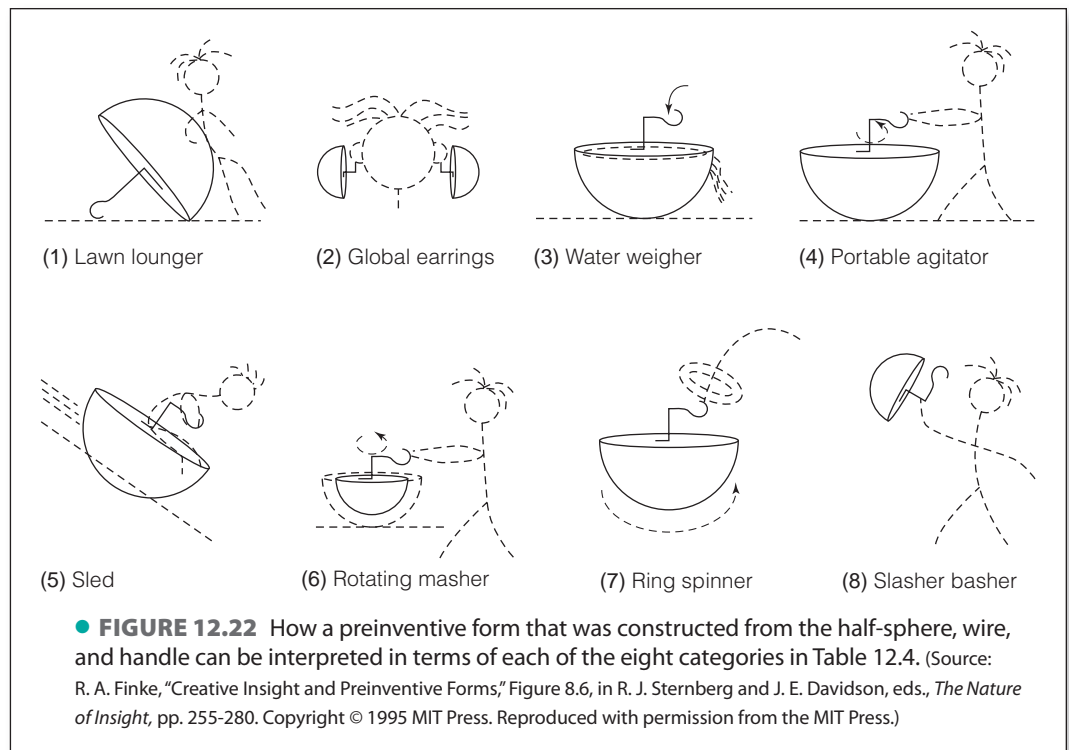 (1) Lawn lounger
(2) Global earrings
(3) Water weigher
(4) Portable agitator
(5) Sled
(6) Rotating masher
(7) Ring spinner
(8) Slasher basher
● FIGURE 12.22 How a preinventive form that was constructed from the half-sphere, wire,
and handle can be interpreted in terms of each of the eight categories in Table 12.4. (Source:
R. A. Finke, “Creative Insight and Preinventive Forms,” Figure 8.6, in R. J. Sternberg and J. E. Davidson, eds., The Nature
of Insight, pp. 255-280. Copyright © 1995 MIT Press. Reproduced with permission from the MIT Press.)